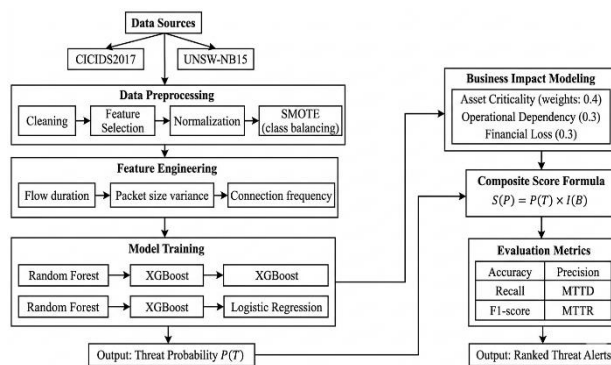 Data Sources
CICIDS2017
UNSW-NB15
Data Preprocessing
Cleaning
Feature
Selection
Normalization
SMOTE
(class balancing)
Feature Engineering
Flow duration
Packet size variance
Connection frequency
Model Training
Random Forest
XGBoost
XGBoost
Random Forest
XGBoost
Logistic Regression
Output: Threat Probability P(T)
Business Impact Modeling
Asset Criticality (weights: 0.4)
Operational Dependency (0.3)
Financial Loss (0.3)
Composite Score Formula
S(P) = P(T) × I(B)
Evaluation Metrics
Accuracy
Precision
Recall
MTTD
F1-score
MTTR
Output: Ranked Threat Alerts